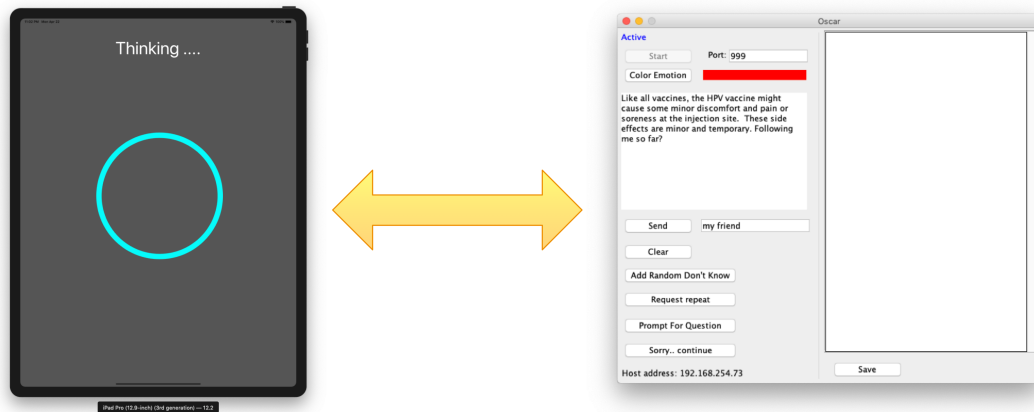 Thinking ....
iPad Pro (12.9-inch) (3rd generation) — 12.2
Oscar
Active
Start
Port: 999
Color Emotion
Like all vaccines, the HPV vaccine might
cause some minor discomfort and pain or
soreness at the injection site.  These side
effects are minor and temporary. Following
me so far?
Send
my friend
Clear
Add Random Don't Know
Request repeat
Prompt For Question
Sorry.. continue
Host address: 192.168.254.73
Save